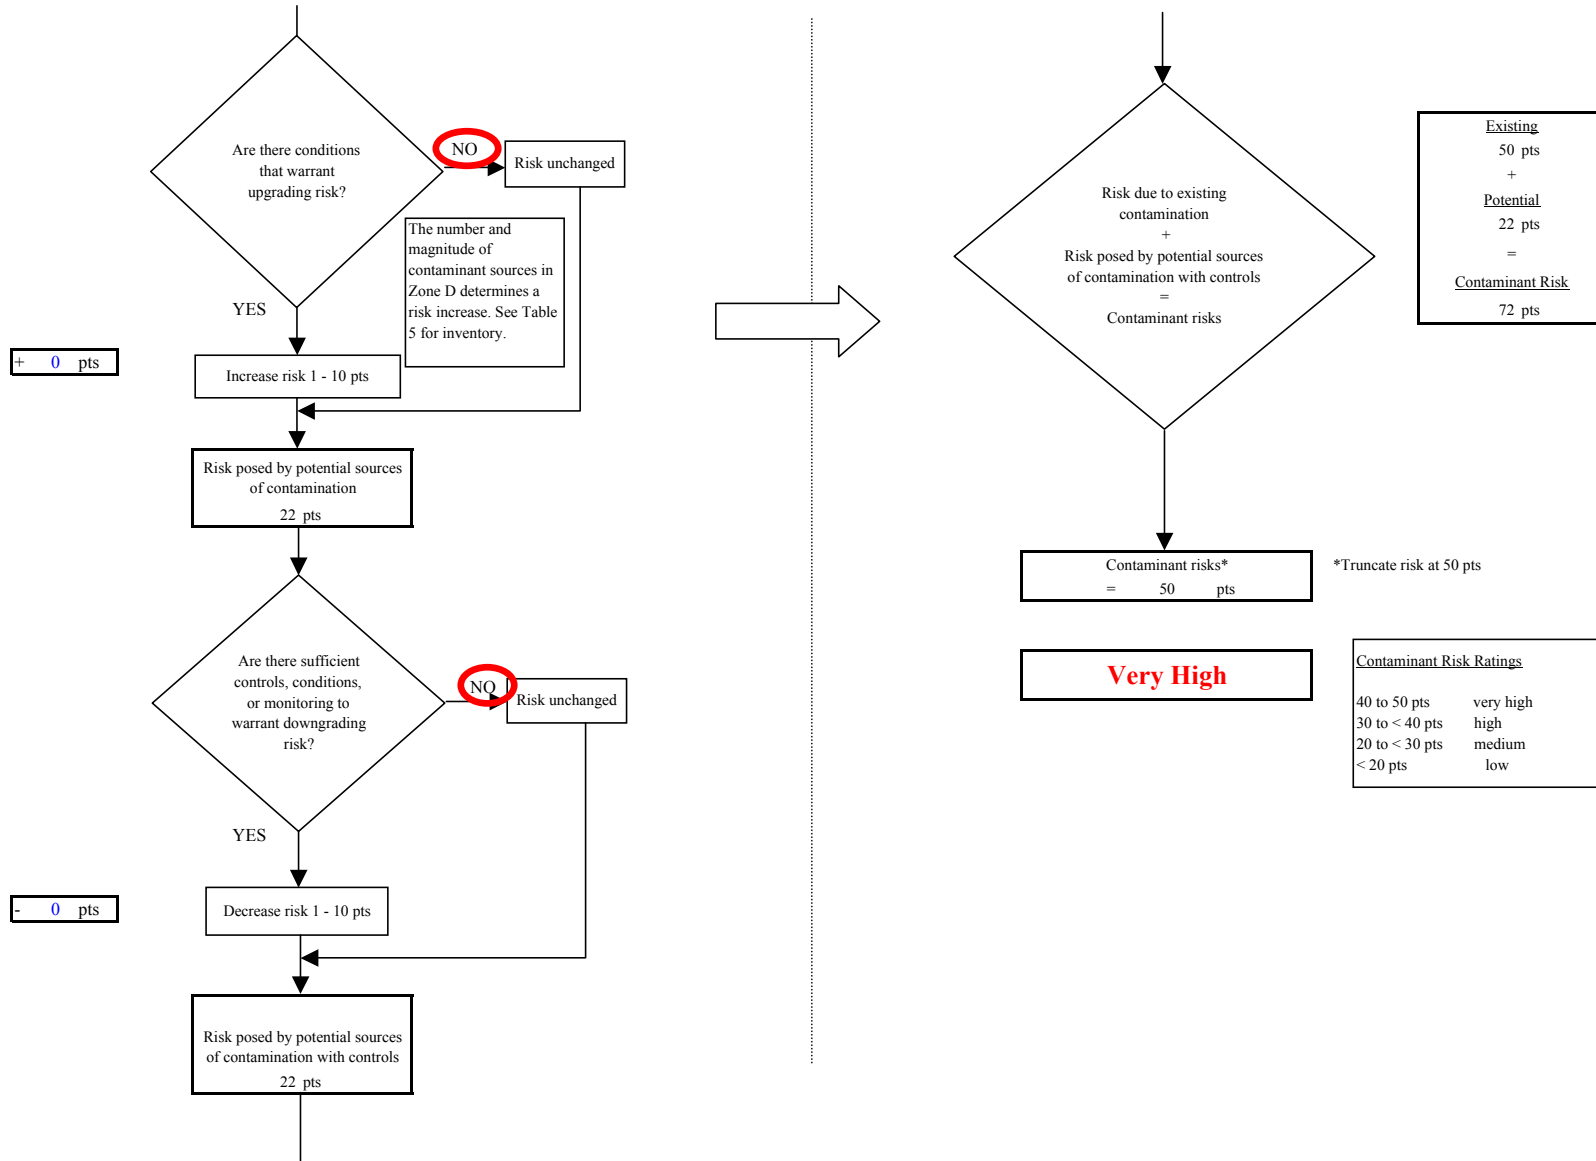 Are there conditions
that warrant
upgrading risk?
NO
Risk unchanged
The number and
magnitude of
contaminant sources in
Zone D determines a
risk increase. See Table
5 for inventory.
YES
+ 0 pts
Increase risk 1 - 10 pts
Risk posed by potential sources
of contamination
22 pts
Are there sufficient
controls, conditions,
or monitoring to
warrant downgrading
risk?
NO
Risk unchanged
YES
- 0 pts
Decrease risk 1 - 10 pts
Risk posed by potential sources
of contamination with controls
22 pts
Risk due to existing
contamination
+
Risk posed by potential sources
of contamination with controls
=
Contaminant risks
Existing
50 pts
+
Potential
22 pts
=
Contaminant Risk
72 pts
Contaminant risks*
= 50 pts
*Truncate risk at 50 pts
Very High
Contaminant Risk Ratings
40 to 50 pts very high
30 to < 40 pts high
20 to < 30 pts medium
< 20 pts low